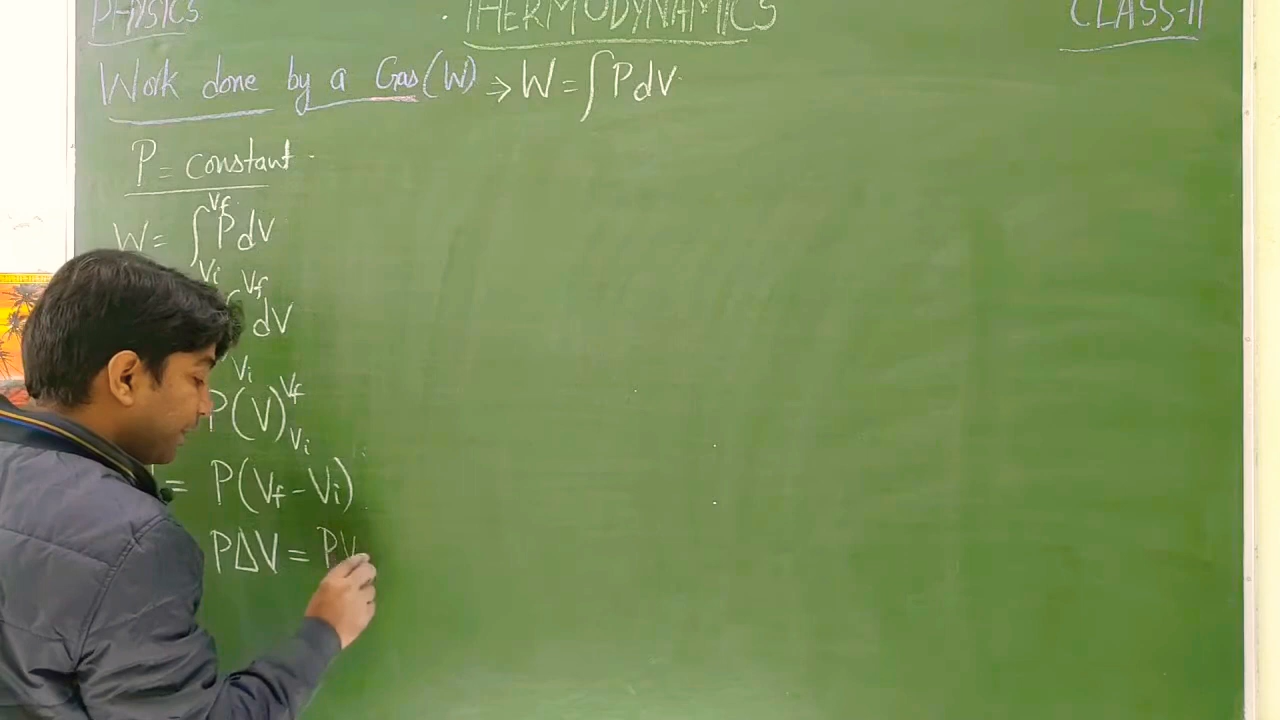 PHYSICS
THERMODYNAMICS
CLASS-11
Work done by a Gas (W) ⇒ W = ∫ P dV
P = constant
W = ∫ Vf Vi P dV
Vf Vi dV
P(V) Vf Vi
= P(Vf - Vi)
PΔV = PV